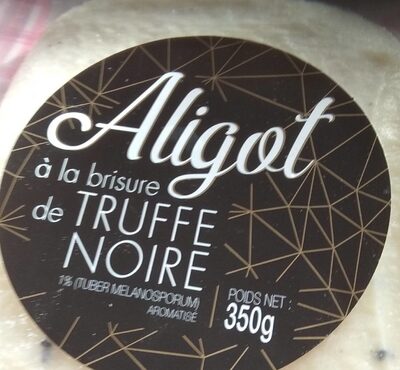 Aligot
à la brisure
de TRUFFE
NOIRE
1% (TUBER MELANOSPORUM)
AROMATISÉ
POIDS NET :
350g